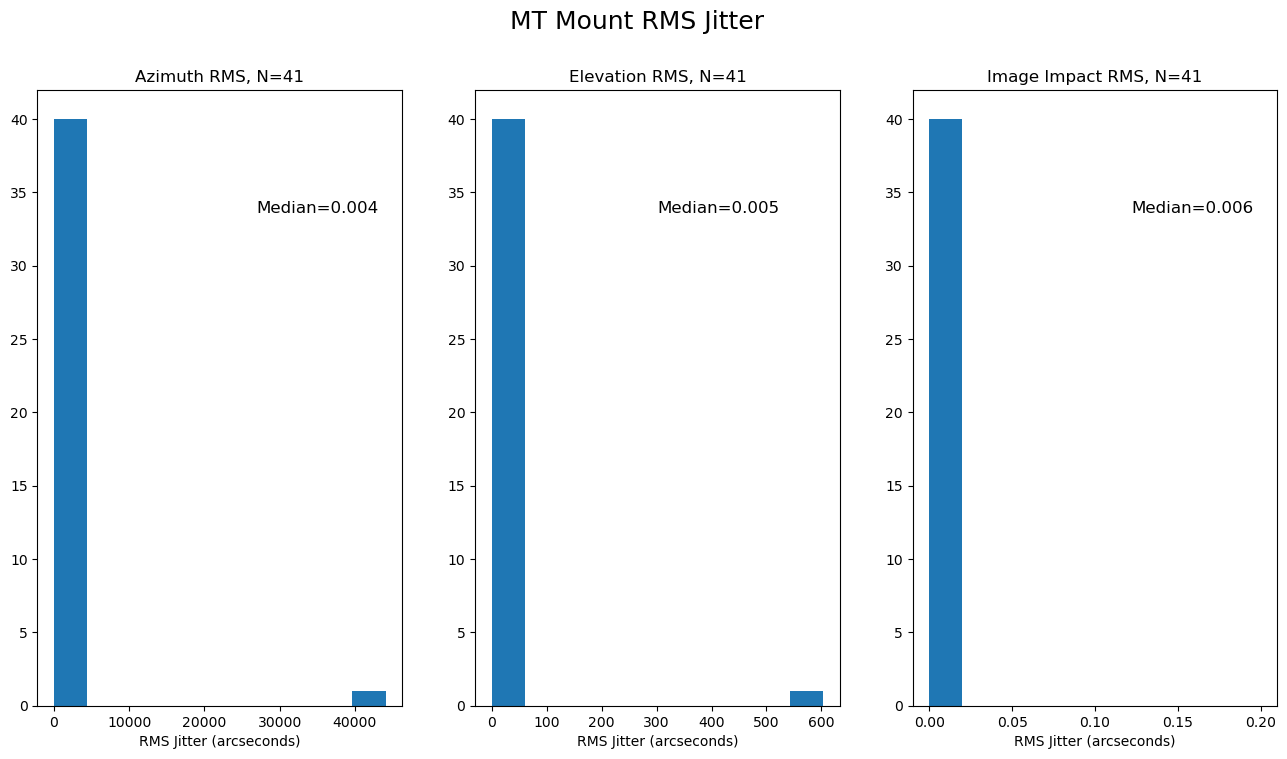 MT Mount RMS Jitter
Azimuth RMS, N=41
40
35
30
25
20
15
10
5
0
Median=0.004
0 10000 20000 30000 40000
RMS Jitter (arcseconds)
Elevation RMS, N=41
40
35
30
25
20
15
10
5
0
Median=0.005
0 100 200 300 400 500 600
RMS Jitter (arcseconds)
Image Impact RMS, N=41
40
35
30
25
20
15
10
5
0
Median=0.006
0.00 0.05 0.10 0.15 0.20
RMS Jitter (arcseconds)